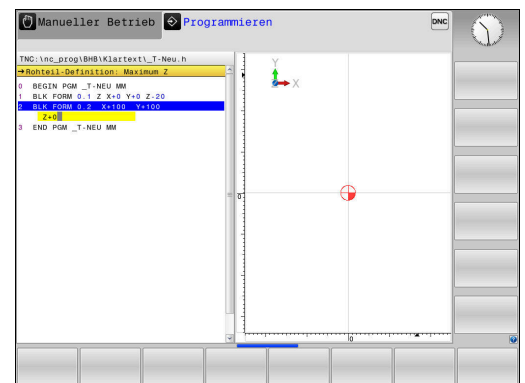 Manueller Betrieb
Programmieren
DNC
TNC:\nc_prog\BHB\Klartext\_T-Neu.h
→Rohteil-Definition: Maximum Z
0 BEGIN PGM _T-NEU MM
1 BLK FORM 0.1 Z X+0 Y+0 Z-20
2 BLK FORM 0.2 X+100 Y+100
Z+0
3 END PGM _T-NEU MM
Y
X
0
0